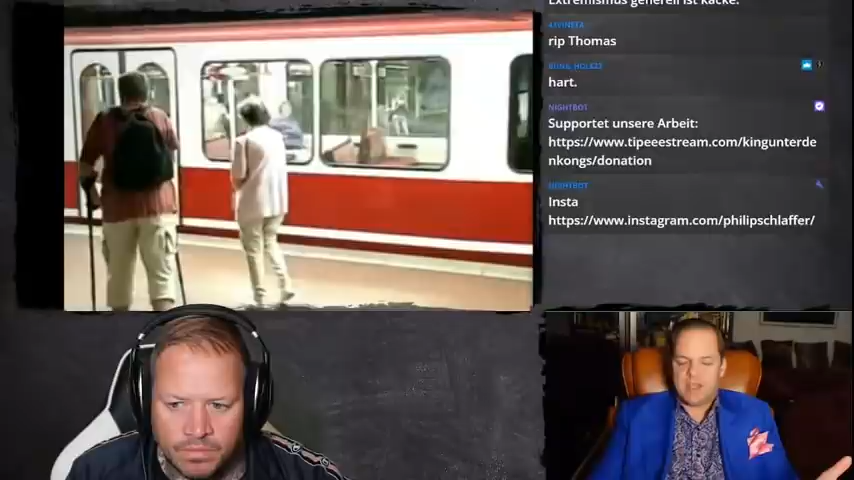 Extremismus generell ist kacke.
rip Thomas
hart.
NIGHTBOT
Supportet unsere Arbeit:
https://www.tipeeestream.com/kingunterde
nkongs/donation
NIGHTBOT
Insta
https://www.instagram.com/philipschlaffer/